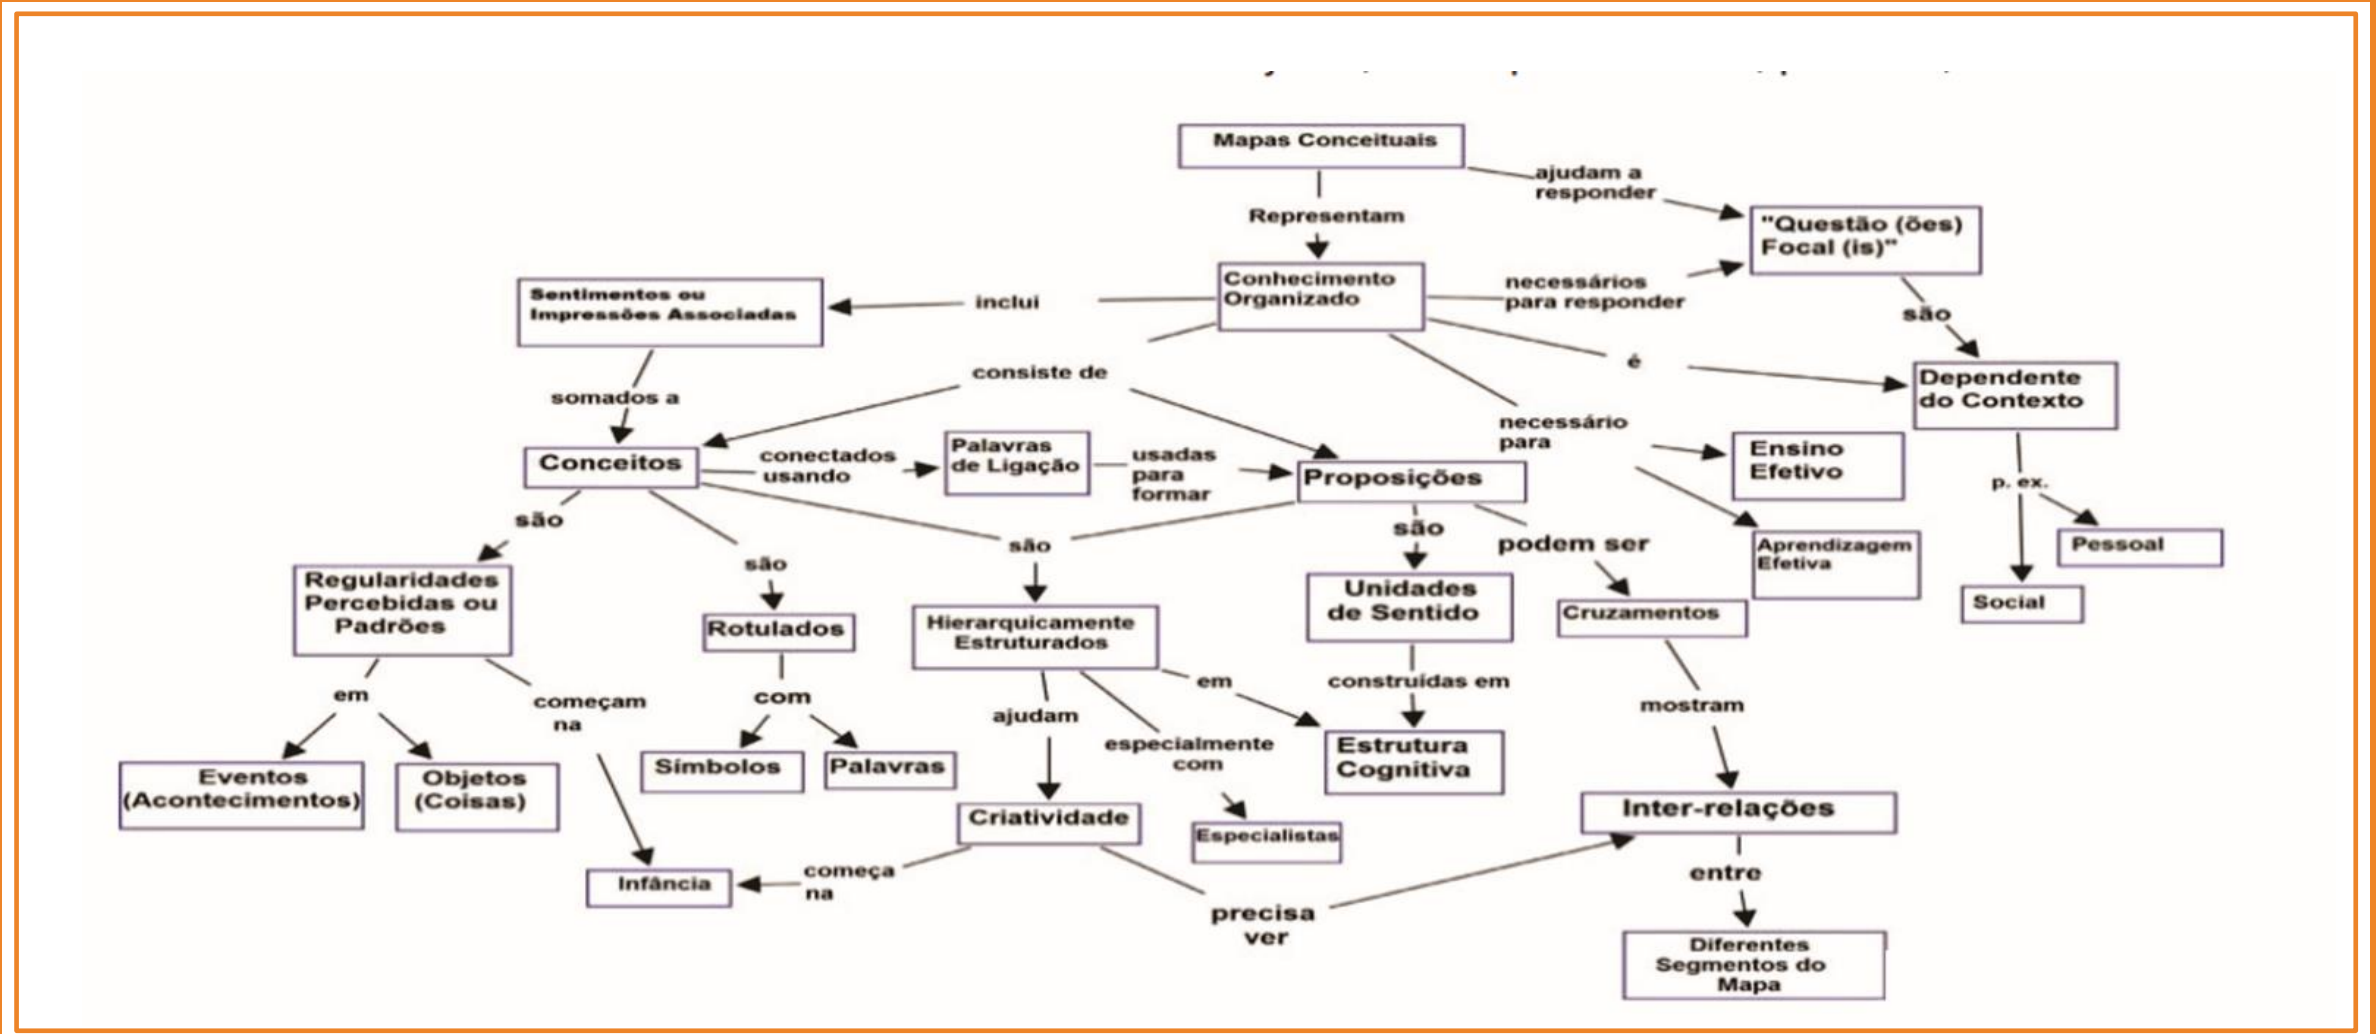 Mapas Conceituais
ajudam a
responder
Representam
"Questão (ões)
Focal (is)"
Conhecimento
Organizado
necessários
para responder
Sentimentos ou
Impressões Associadas
inclui
são
é
consiste de
Dependente
do Contexto
somados a
necessário
para
Ensino
Efetivo
Conceitos
conectados
usando
Palavras
de Ligação
usadas
para
formar
Proposições
p. ex.
são
são
são
são
podem ser
Aprendizagem
Efetiva
Pessoal
Social
Regularidades
Percebidas ou
Padrões
Rotulados
Hierarquicamente
Estruturados
Unidades
de Sentido
Cruzamentos
em
começam
na
com
ajudam
especialmente
com
em
construídas em
mostram
Eventos
(Acontecimentos)
Objetos
(Coisas)
Símbolos
Palavras
Estrutura
Cognitiva
Criatividade
Especialistas
Inter-relações
Infância
começa
na
precisa
ver
entre
Diferentes
Segmentos do
Mapa